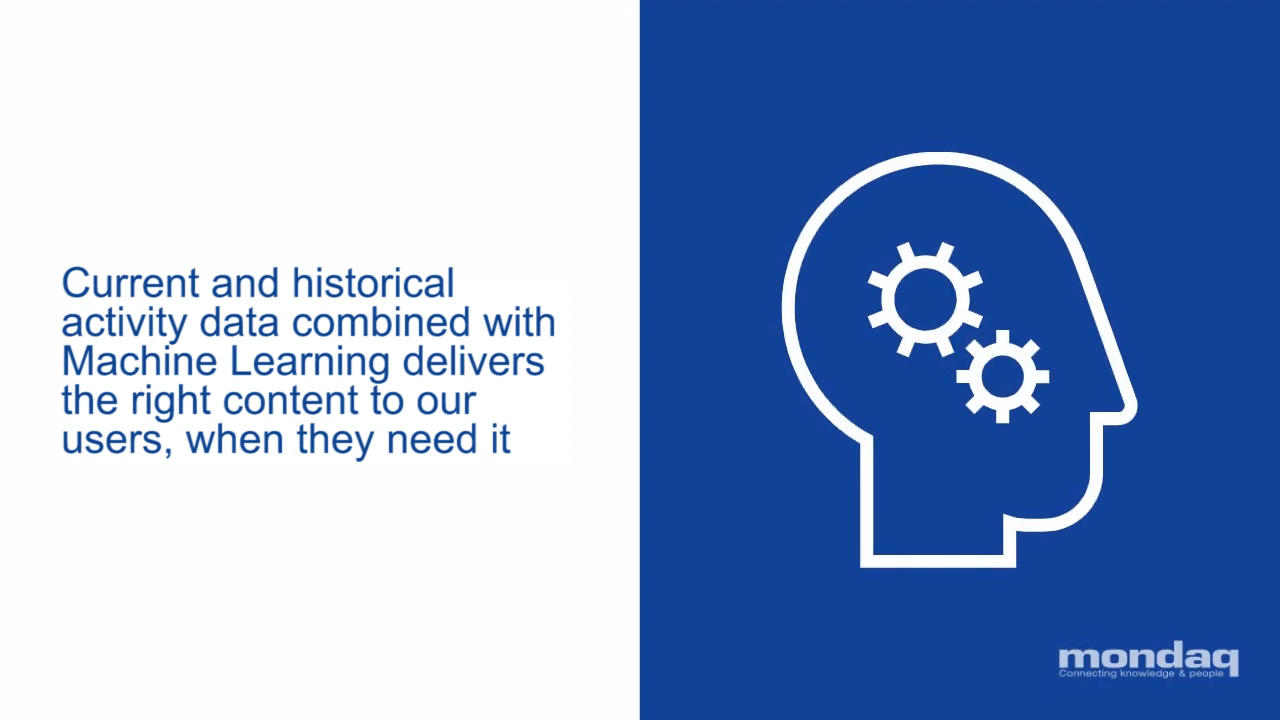 Current and historical
activity data combined with
Machine Learning delivers
the right content to our
users, when they need it
mondaq
Connecting knowledge & people